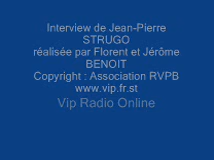 Interview de Jean-Pierre
STRUGO
réalisée par Florent et Jérôme
BENOIT
Copyright : Association RVPB
www.vip.fr.st
Vip Radio Online